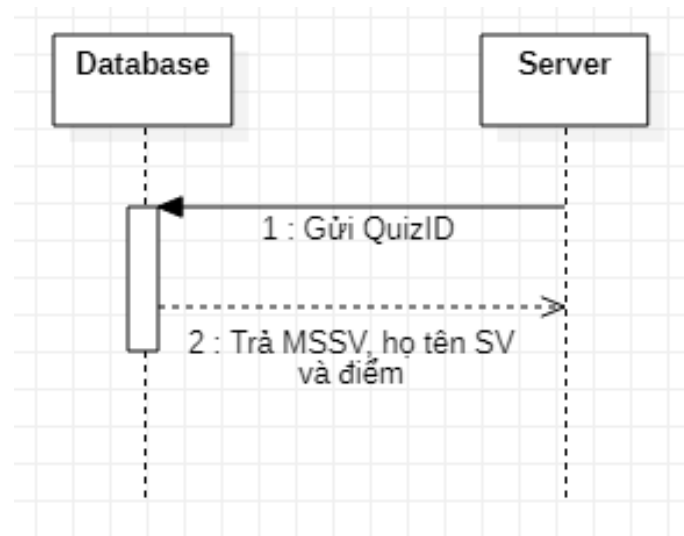 Database
Server
1 : Gửi QuizID
2 : Trả MSSV, họ tên SV
và điểm